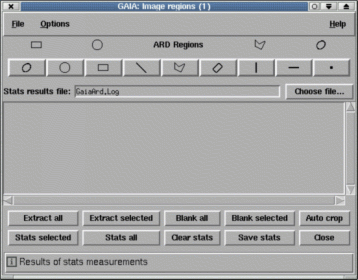 GAIA: Image regions (1)
File Options Help
ARD Regions
Stats results file: GaiaArd.Log Choose file...
Extract all Extract selected Blank all Blank selected Auto crop
Stats selected Stats all Clear stats Save stats Close
Results of stats measurements